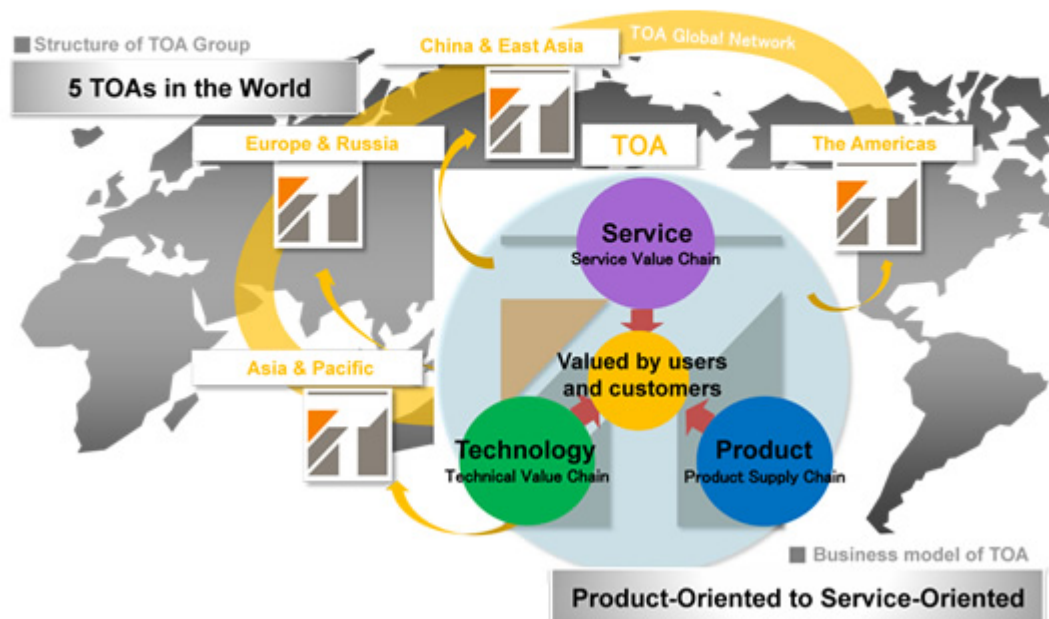 Structure of TOA Group
5 TOAs in the World
China & East Asia
TOA Global Network
Europe & Russia
TOA
The Americas
Service
Service Value Chain
Valued by users
and customers
Asia & Pacific
Technology
Technical Value Chain
Product
Product Supply Chain
Business model of TOA
Product-Oriented to Service-Oriented